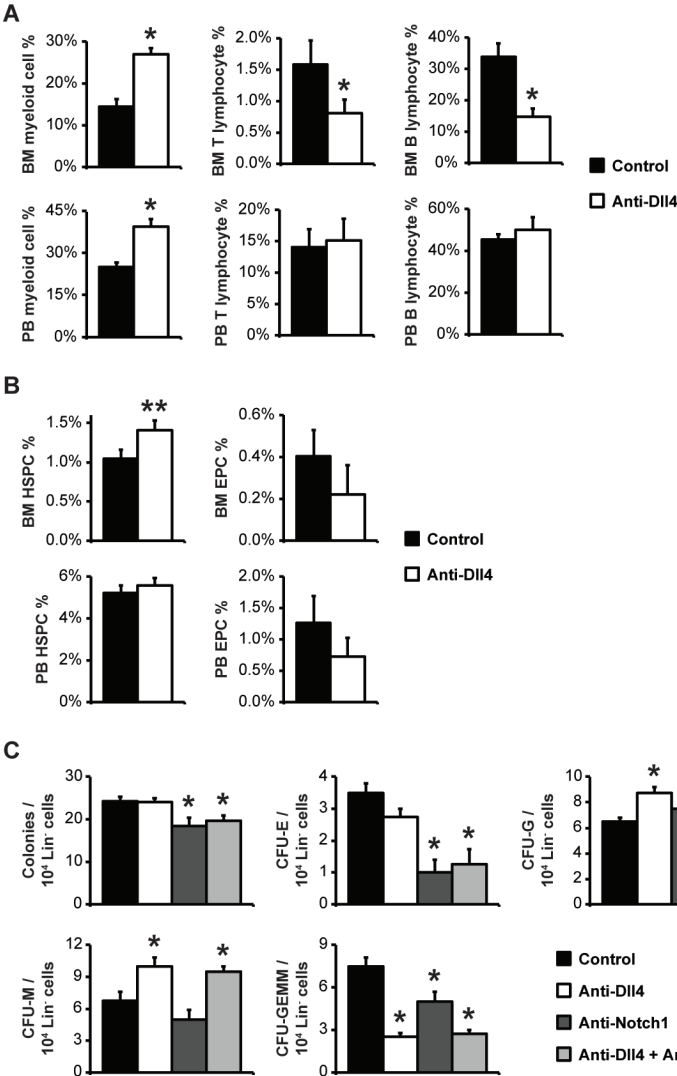 A
BM myeloid cell %
30%
20%
10%
0%
*
BM T lymphocyte %
2.0%
1.5%
1.0%
0.5%
0.0%
*
BM B lymphocyte %
40%
30%
20%
10%
0%
*
Control
Anti-Dll4
PB myeloid cell %
45%
30%
15%
0%
*
PB T lymphocyte %
20%
15%
10%
5%
0%
PB B lymphocyte %
60%
40%
20%
0%
B
BM HSPC %
1.5%
1.0%
0.5%
0.0%
**
BM EPC %
0.6%
0.4%
0.2%
0.0%
Control
Anti-Dll4
PB HSPC %
6%
4%
2%
0%
PB EPC %
2.0%
1.5%
1.0%
0.5%
0.0%
C
Colonies /
10⁴ Lin⁻ cells
30
20
10
0
* *
CFU-E /
10⁴ Lin⁻ cells
4
3
2
1
0
* *
CFU-G /
10⁴ Lin⁻ cells
10
8
6
4
2
0
*
CFU-M /
10⁴ Lin⁻ cells
12
9
6
3
* *
CFU-GEMM /
10⁴ Lin⁻ cells
9
6
3
0
* * *
Control
Anti-Dll4
Anti-Notch1
Anti-Dll4 +